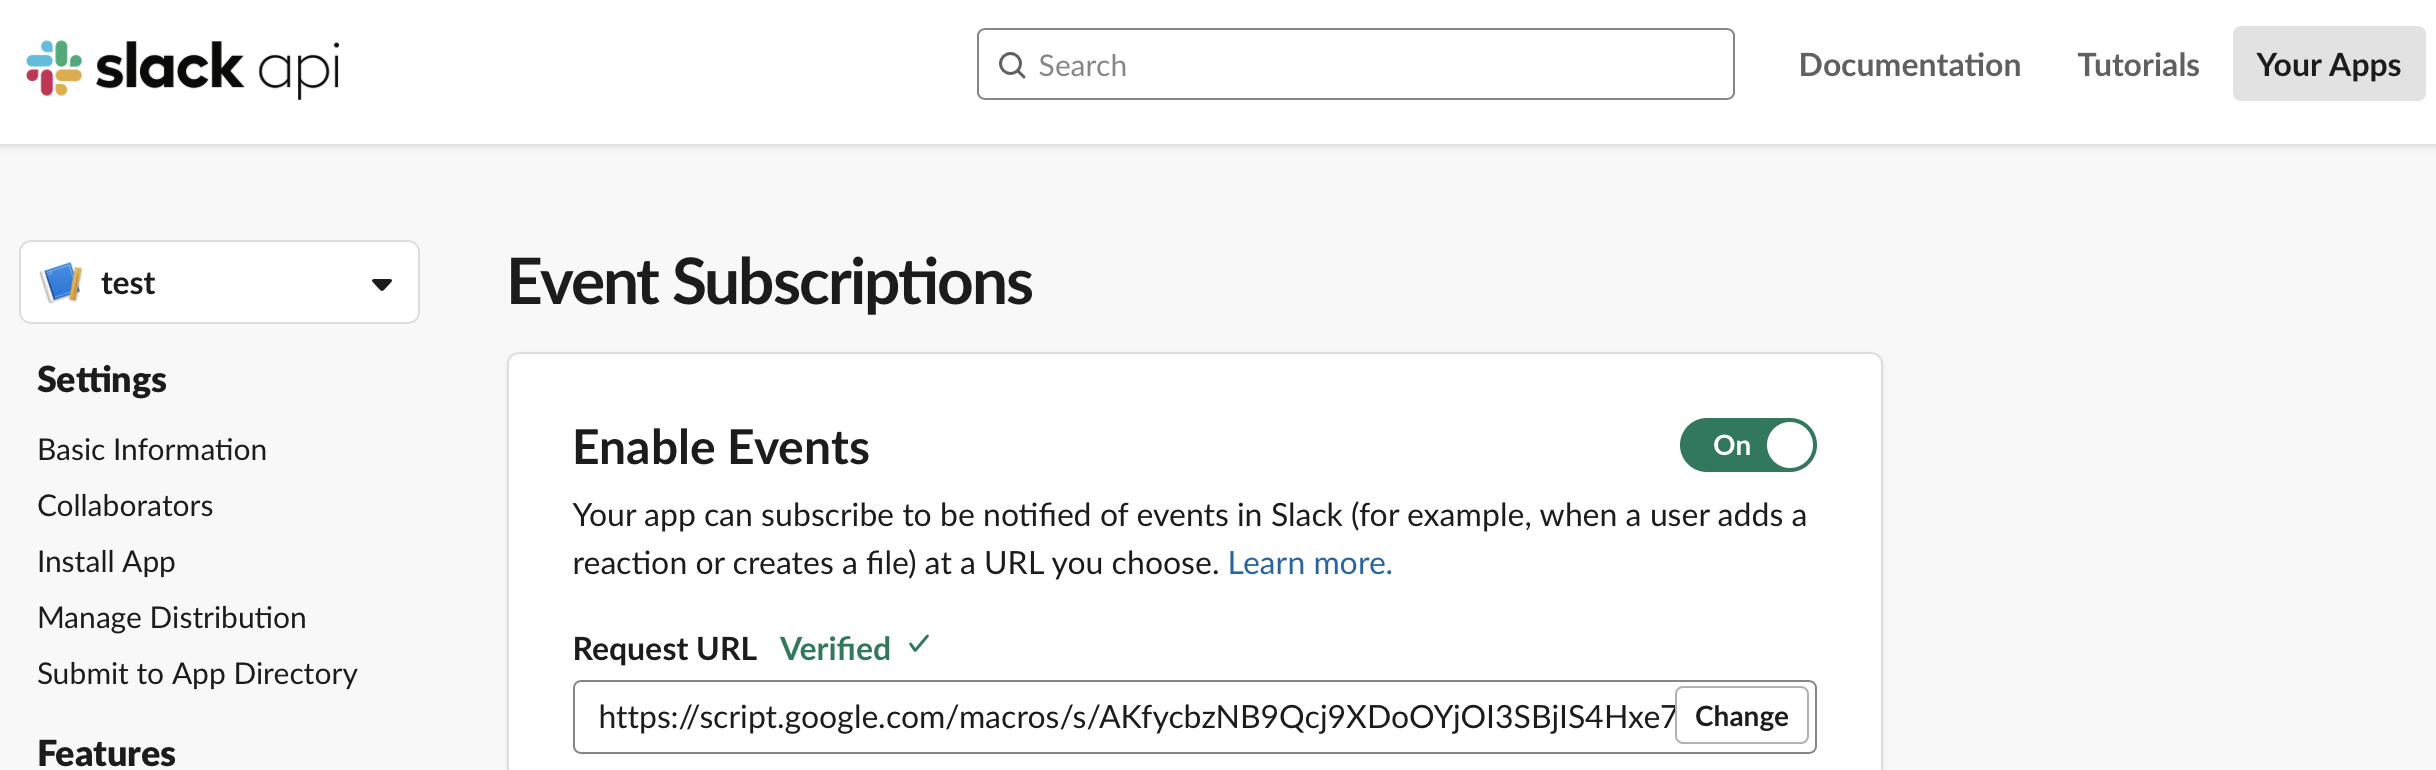 slack api
Search
Documentation
Tutorials
Your Apps
test
Settings
Basic Information
Collaborators
Install App
Manage Distribution
Submit to App Directory
Features
Event Subscriptions
Enable Events
On
Your app can subscribe to be notified of events in Slack (for example, when a user adds a
reaction or creates a file) at a URL you choose. Learn more.
Request URL Verified ✓
https://script.google.com/macros/s/AKfycbzNB9Qcj9XDoOYjOI3SBjIS4Hxe7
Change